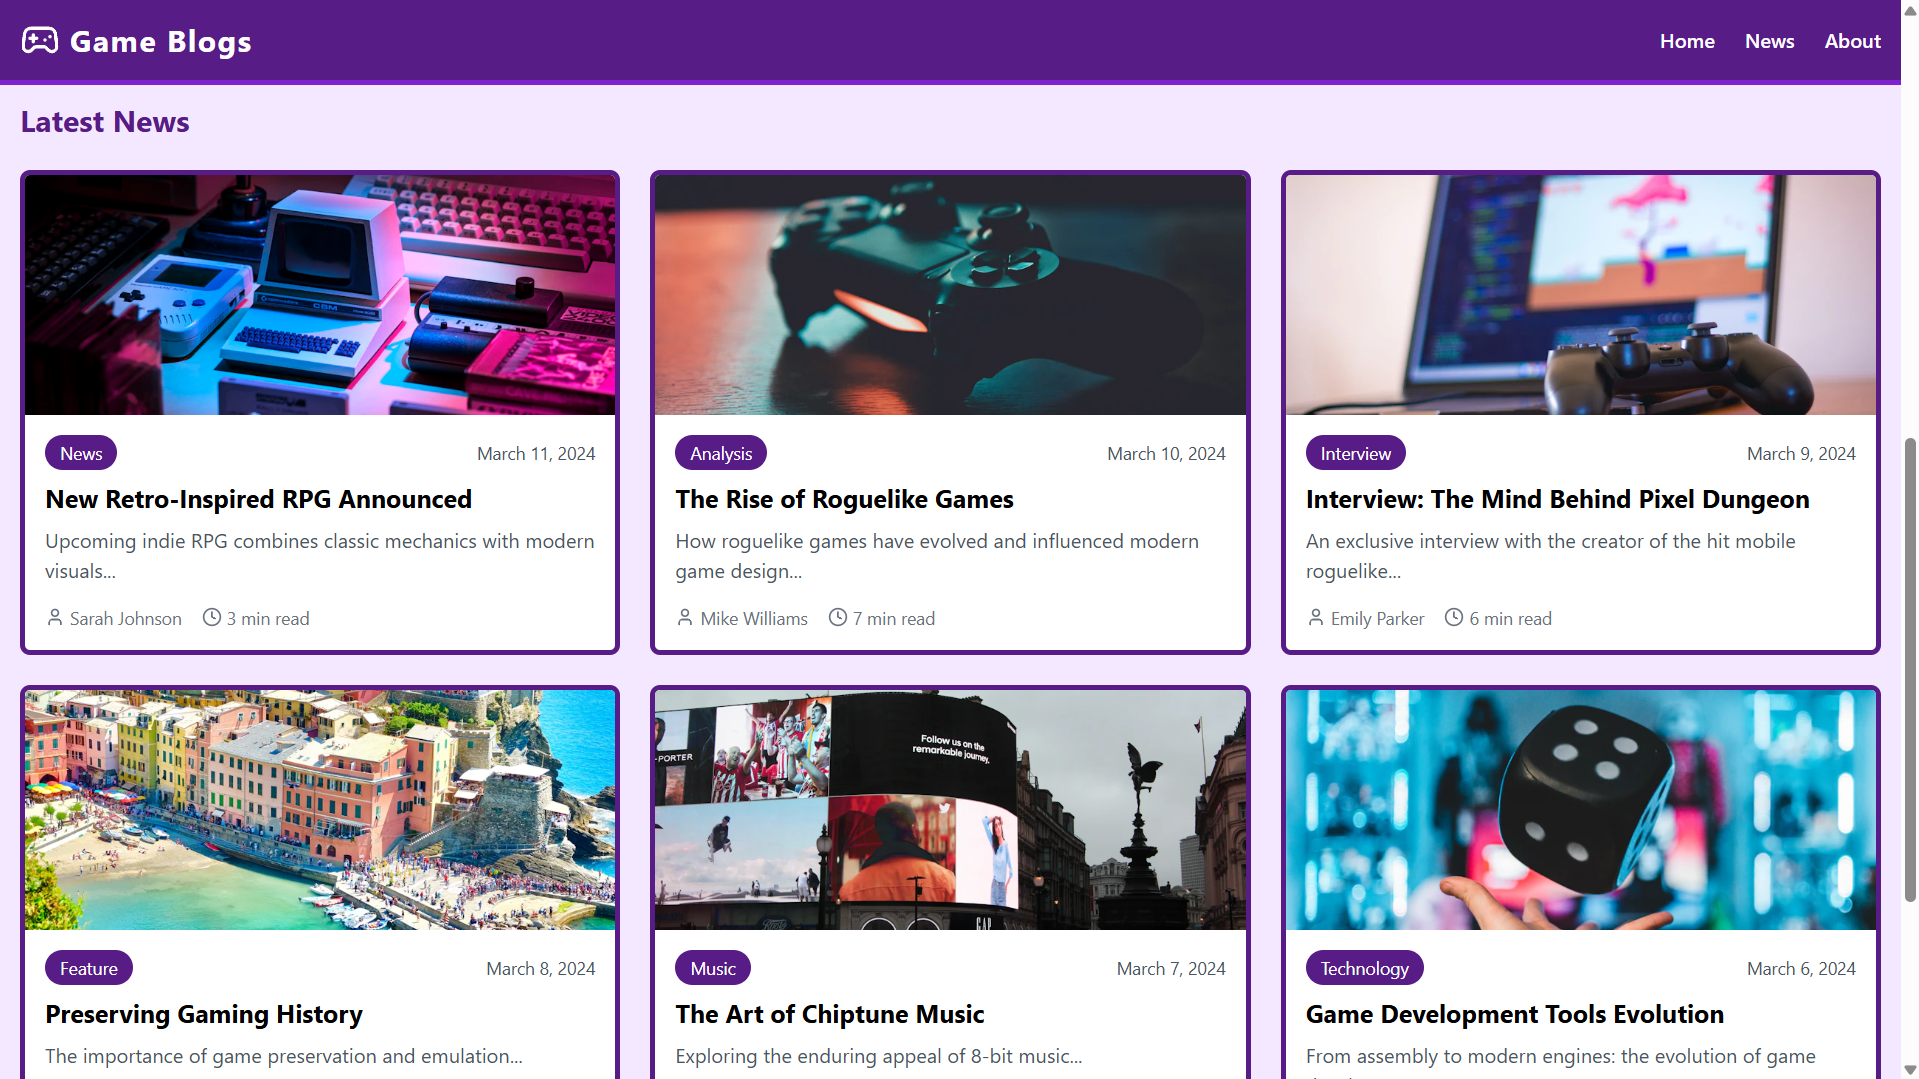 Game Blogs
Home
News
About
Latest News
CBM
News
March 11, 2024
New Retro-Inspired RPG Announced
Upcoming indie RPG combines classic mechanics with modern
visuals...
Sarah Johnson
3 min read
Analysis
March 10, 2024
The Rise of Roguelike Games
How roguelike games have evolved and influenced modern
game design...
Mike Williams
7 min read
Interview
March 9, 2024
Interview: The Mind Behind Pixel Dungeon
An exclusive interview with the creator of the hit mobile
roguelike...
Emily Parker
6 min read
-PORTER
Follow us on the
remarkable journey.
GAP
Feature
March 8, 2024
Preserving Gaming History
The importance of game preservation and emulation...
Music
March 7, 2024
The Art of Chiptune Music
Exploring the enduring appeal of 8-bit music...
Technology
March 6, 2024
Game Development Tools Evolution
From assembly to modern engines: the evolution of game